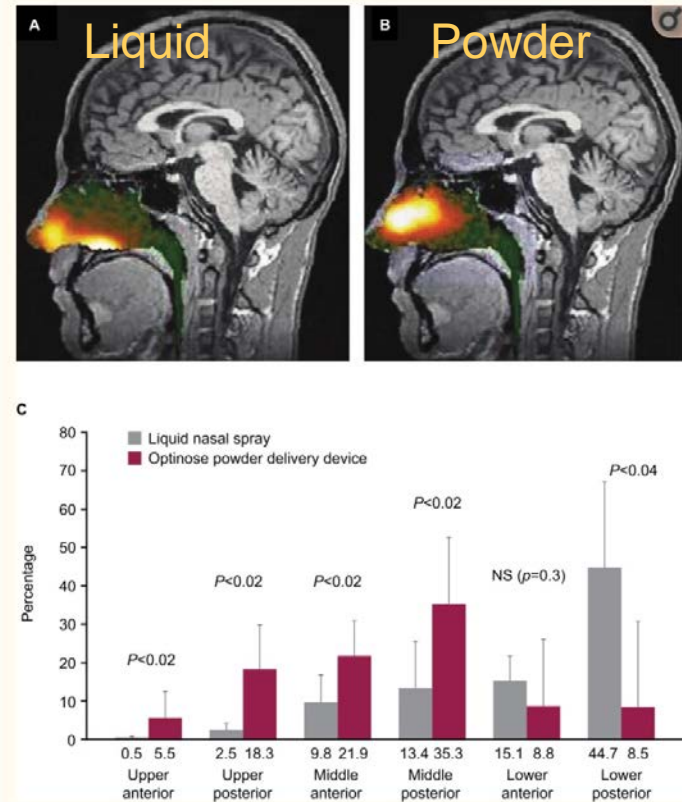 A
Liquid
B
Powder
C
80
70
60
50
40
30
20
10
0
Percentage
Liquid nasal spray
Optinose powder delivery device
P<0.02
P<0.02
P<0.02
P<0.02
NS (p=0.3)
P<0.04
0.5 5.5 2.5 18.3 9.8 21.9 13.4 35.3 15.1 8.8 44.7 8.5
Upper anterior
Upper posterior
Middle anterior
Middle posterior
Lower anterior
Lower posterior